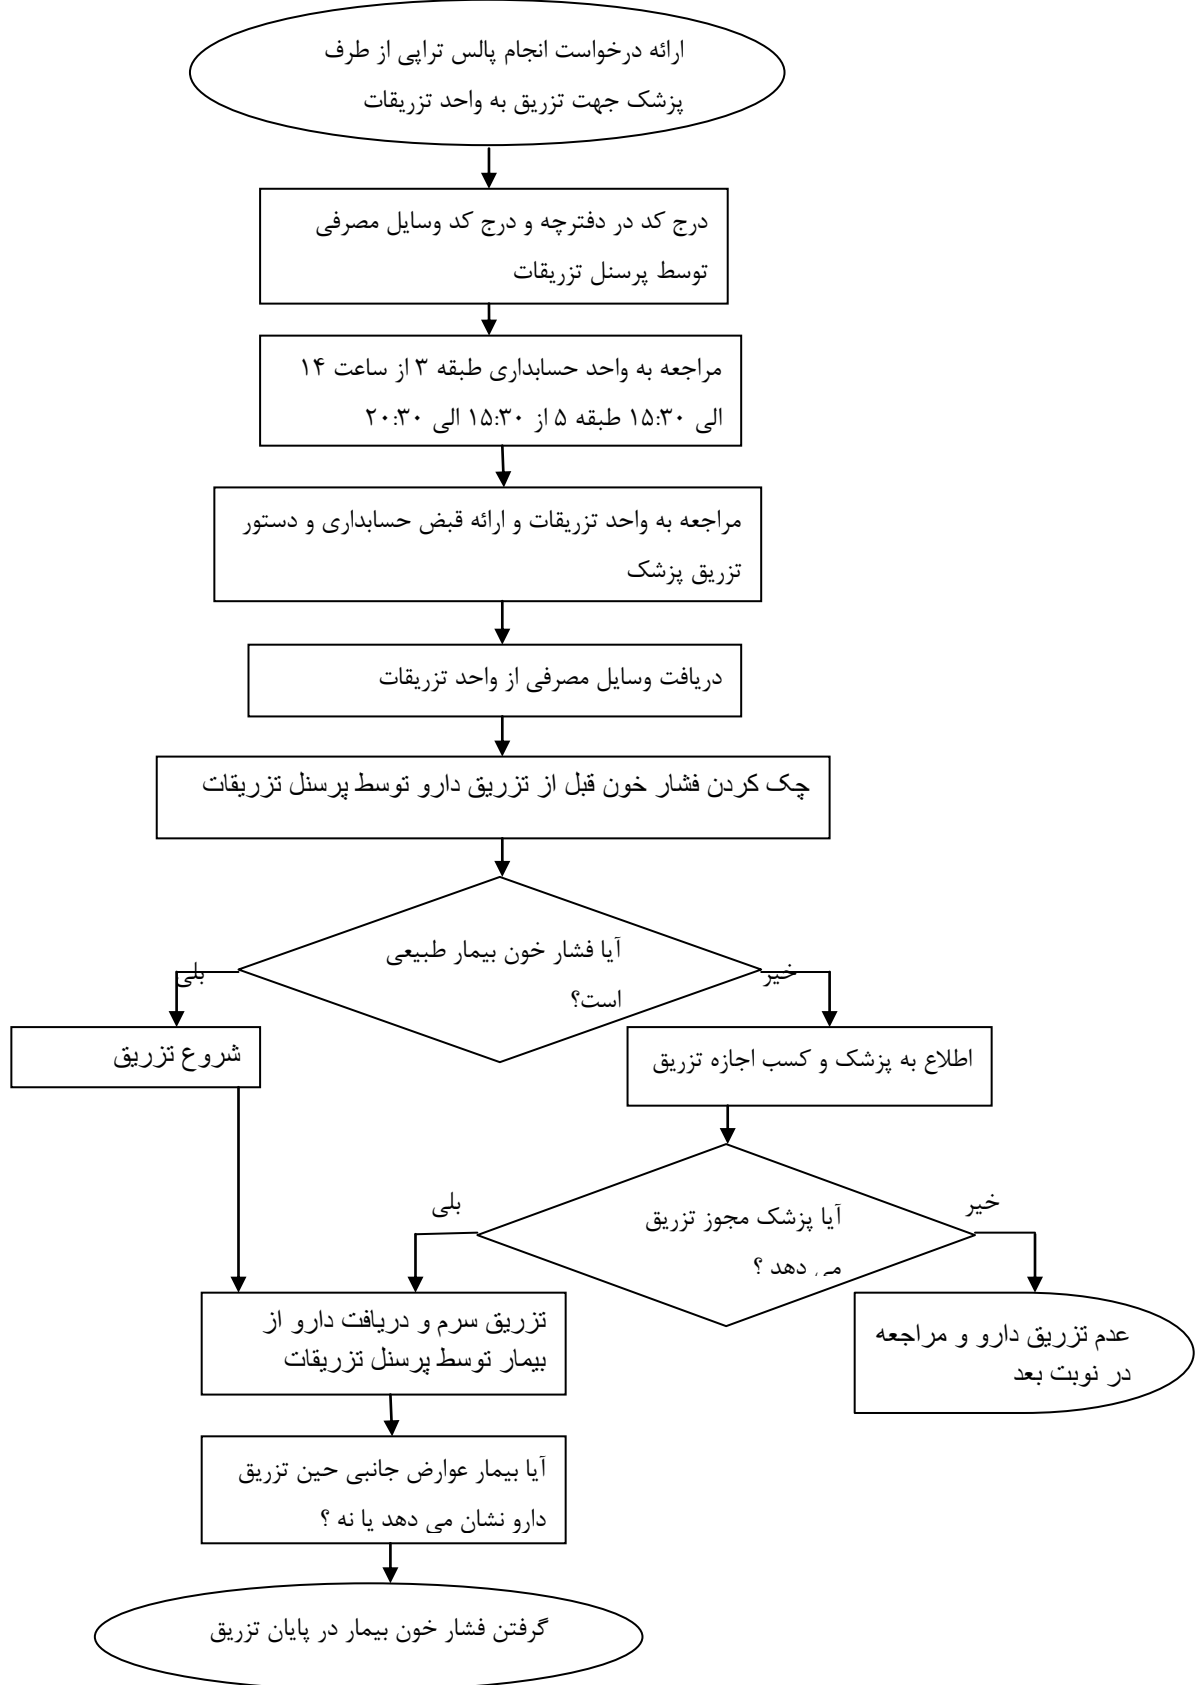 ارائه درخواست انجام پالس تراپی از طرف
پزشک جهت تزریق به واحد تزریقات
درج کد در دفترچه و درج کد وسایل مصرفی
توسط پرسنل تزریقات
مراجعه به واحد حسابداری طبقه ۳ از ساعت ۱۴
الی ۱۵:۳۰ طبقه ۵ از ۱۵:۳۰ الی ۲۰:۳۰
مراجعه به واحد تزریقات و ارائه قبض حسابداری و دستور
تزریق پزشک
دریافت وسایل مصرفی از واحد تزریقات
چک کردن فشار خون قبل از تزریق دارو توسط پرسنل تزریقات
آیا فشار خون بیمار طبیعی
است؟
خیر
بلی
اطلاع به پزشک و کسب اجازه تزریق
شروع تزریق
آیا پزشک مجوز تزریق
می دهد ؟
خیر
بلی
عدم تزریق دارو و مراجعه
در نوبت بعد
تزریق سرم و دریافت دارو از
بیمار توسط پرسنل تزریقات
آیا بیمار عوارض جانبی حین تزریق
دارو نشان می دهد یا نه ؟
گرفتن فشار خون بیمار در پایان تزریق